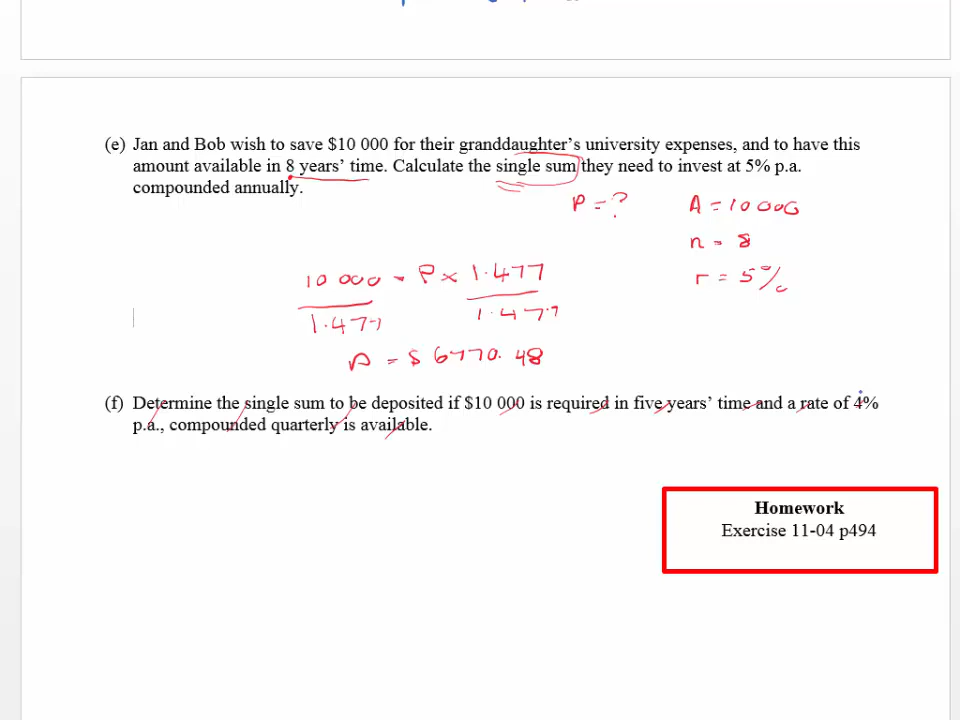 (e) Jan and Bob wish to save $10 000 for their granddaughter's university expenses, and to have this
amount available in 8 years' time. Calculate the single sum they need to invest at 5% p.a.
compounded annually.
P = ? A = 10 000
n = 8
10 000 = P × 1.477 r = 5%
1.477 1.477
P = $ 6770.48
(f) Determine the single sum to be deposited if $10 000 is required in five years' time and a rate of 4%
p.a., compounded quarterly is available.
Homework
Exercise 11-04 p494